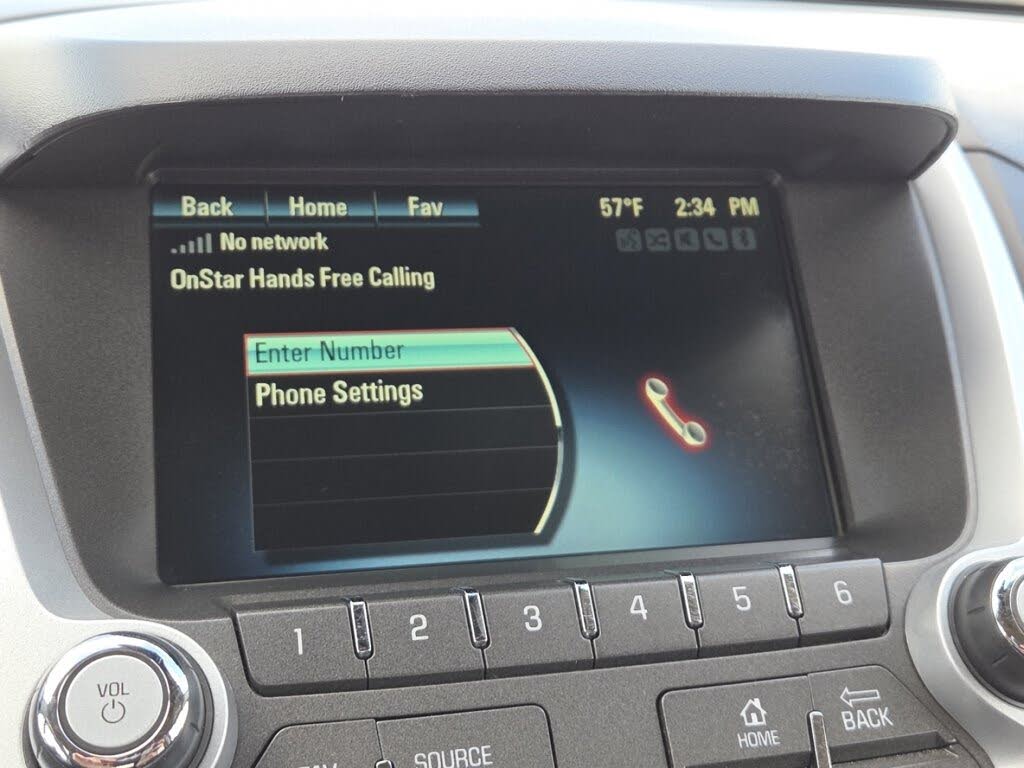 Back Home Fav 57°F 2:34 PM
No network
OnStar Hands Free Calling
Enter Number
Phone Settings
1 2 3 4 5 6
VOL
HOME BACK
FAV SOURCE